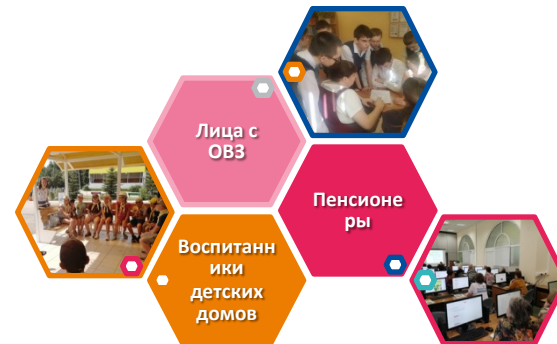 Лица с
ОВЗ
Пенсионе
ры
Воспитанн
ики
детских
домов